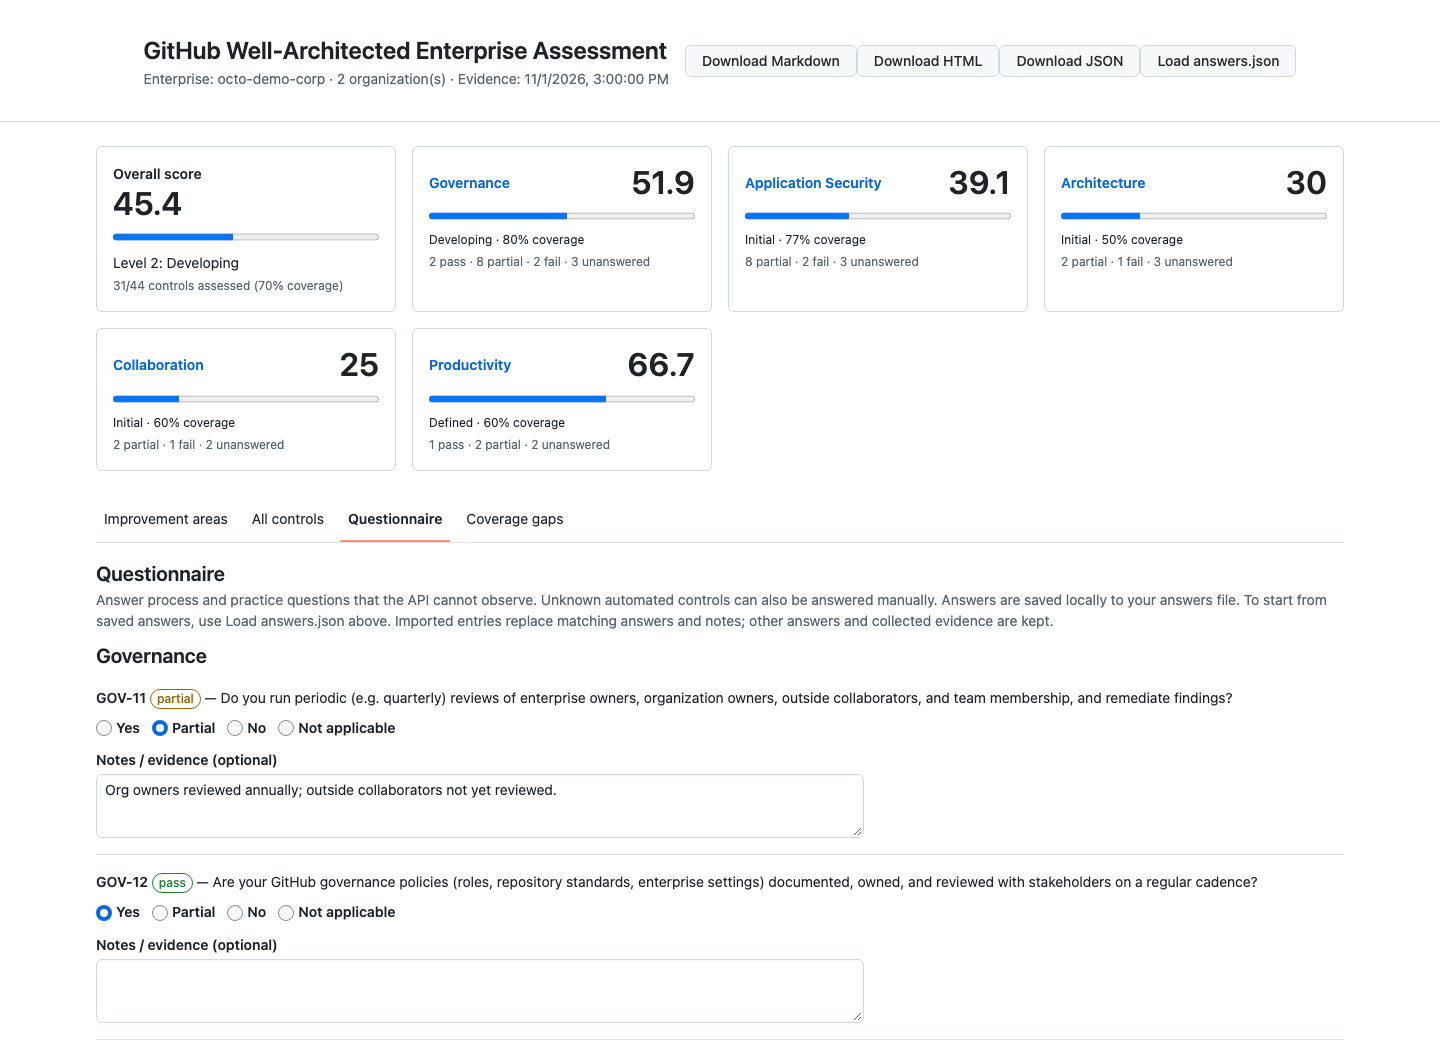 GitHub Well-Architected Enterprise Assessment
Enterprise: octo-demo-corp · 2 organization(s) · Evidence: 11/1/2026, 3:00:00 PM
Download Markdown
Download HTML
Download JSON
Load answers.json
Overall score
45.4
Level 2: Developing
31/44 controls assessed (70% coverage)
Governance 51.9
Developing · 80% coverage
2 pass · 8 partial · 2 fail · 3 unanswered
Application Security 39.1
Initial · 77% coverage
8 partial · 2 fail · 3 unanswered
Architecture 30
Initial · 50% coverage
2 partial · 1 fail · 3 unanswered
Collaboration 25
Initial · 60% coverage
2 partial · 1 fail · 2 unanswered
Productivity 66.7
Defined · 60% coverage
1 pass · 2 partial · 2 unanswered
Improvement areas
All controls
Questionnaire
Coverage gaps
Questionnaire
Answer process and practice questions that the API cannot observe. Unknown automated controls can also be answered manually. Answers are saved locally to your answers file. To start from
saved answers, use Load answers.json above. Imported entries replace matching answers and notes; other answers and collected evidence are kept.
Governance
GOV-11 partial — Do you run periodic (e.g. quarterly) reviews of enterprise owners, organization owners, outside collaborators, and team membership, and remediate findings?
Yes Partial No Not applicable
Notes / evidence (optional)
Org owners reviewed annually; outside collaborators not yet reviewed.
GOV-12 pass — Are your GitHub governance policies (roles, repository standards, enterprise settings) documented, owned, and reviewed with stakeholders on a regular cadence?
Yes Partial No Not applicable
Notes / evidence (optional)